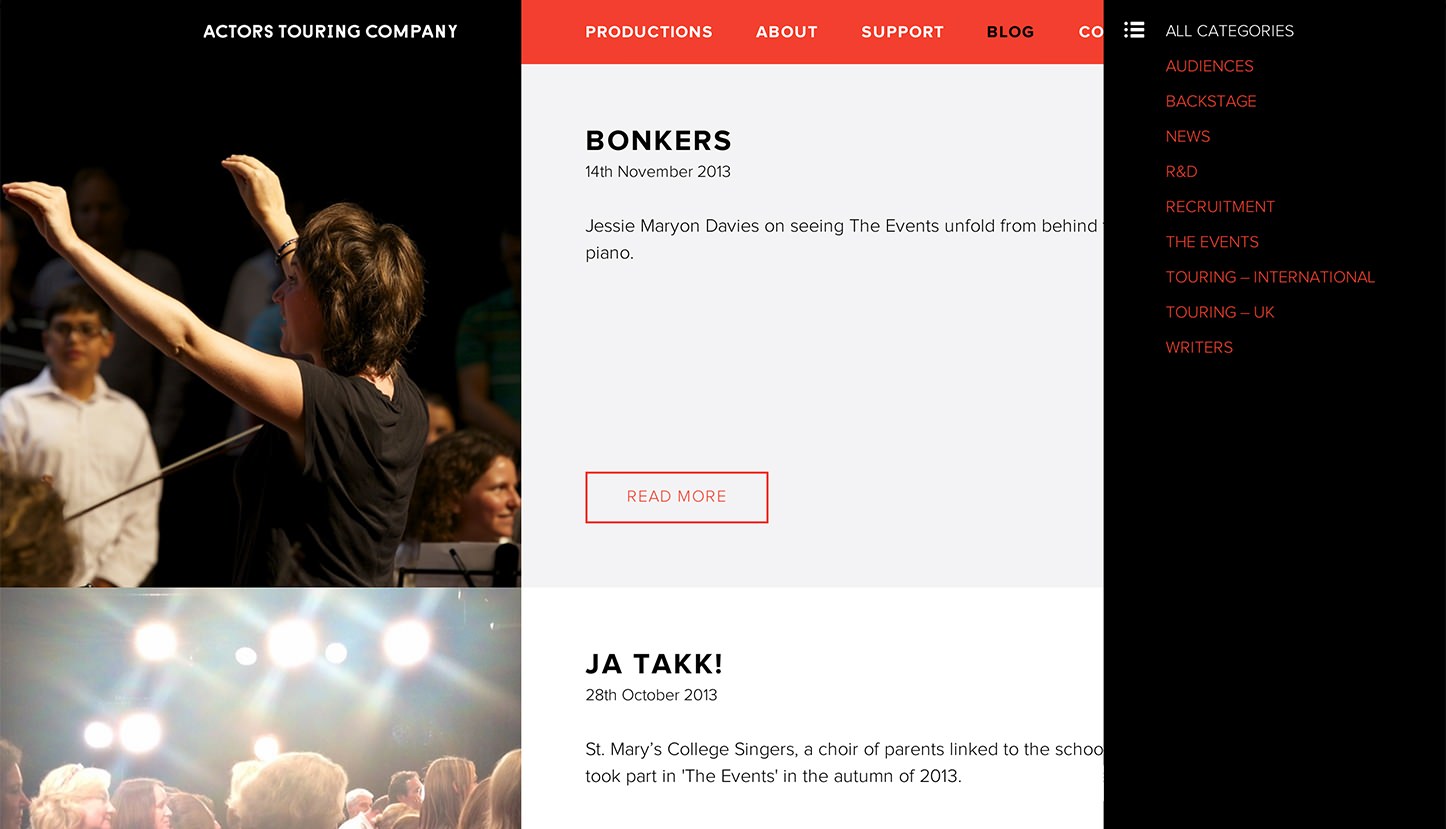 ACTORS TOURING COMPANY
PRODUCTIONS ABOUT SUPPORT BLOG CO
ALL CATEGORIES
AUDIENCES
BACKSTAGE
NEWS
R&D
RECRUITMENT
THE EVENTS
TOURING – INTERNATIONAL
TOURING – UK
WRITERS
BONKERS
14th November 2013
Jessie Maryon Davies on seeing The Events unfold from behind
piano.
READ MORE
JA TAKK!
28th October 2013
St. Mary’s College Singers, a choir of parents linked to the schoo
took part in 'The Events' in the autumn of 2013.